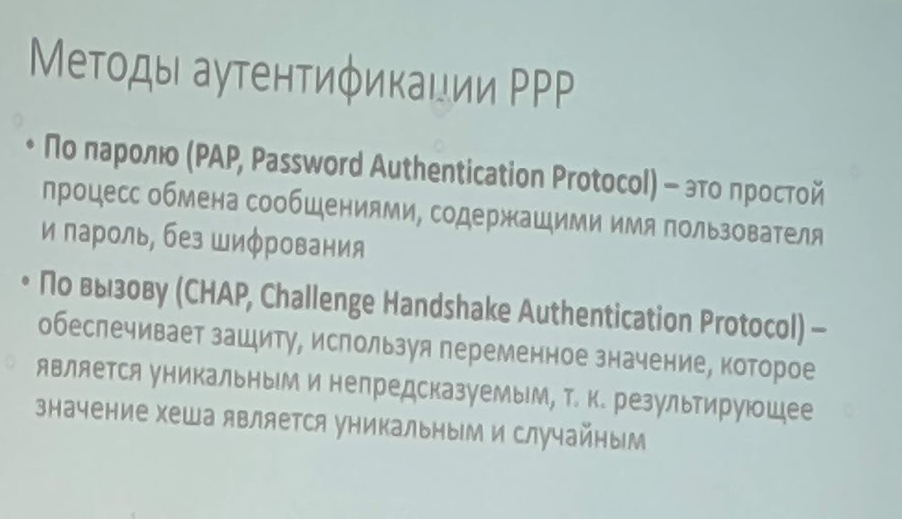 Методы аутентификации PPP
• По паролю (PAP, Password Authentication Protocol) – это простой
процесс обмена сообщениями, содержащими имя пользователя
и пароль, без шифрования
• По вызову (CHAP, Challenge Handshake Authentication Protocol) –
обеспечивает защиту, используя переменное значение, которое
является уникальным и непредсказуемым, т. к. результирующее
значение хеша является уникальным и случайным